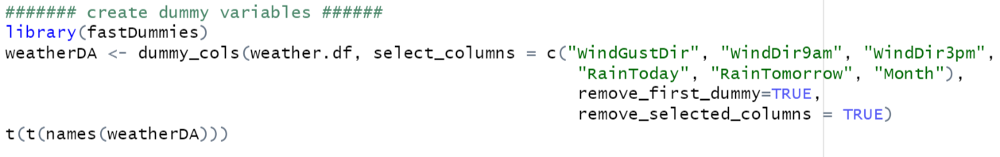 ####### create dummy variables ######
library(fastDummies)
weatherDA <- dummy_cols(weather.df, select_columns = c("WindGustDir", "WindDir9am", "WindDir3pm",
"RainToday", "RainTomorrow", "Month"),
remove_first_dummy=TRUE,
remove_selected_columns = TRUE)
t(t(names(weatherDA)))